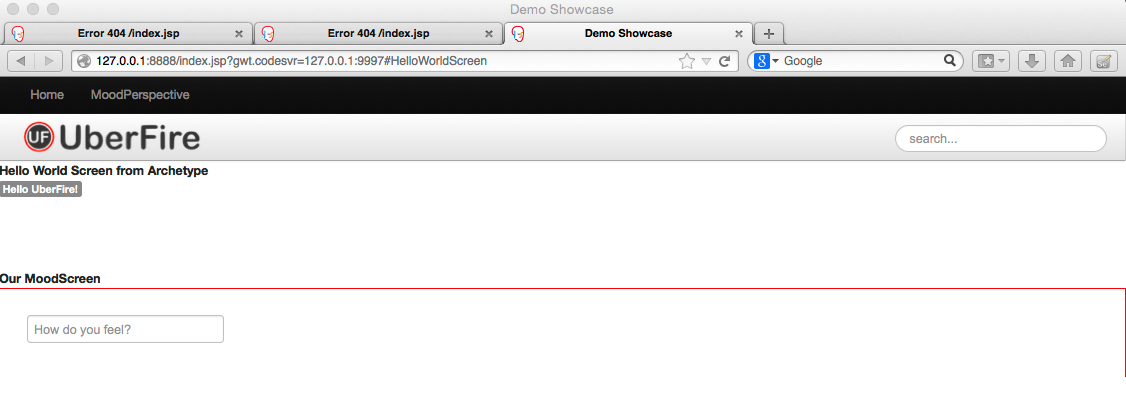 Demo Showcase
Error 404 /index.jsp
Error 404 /index.jsp
Demo Showcase
127.0.0.1:8888/index.jsp?gwt.codesvr=127.0.0.1:9997#HelloWorldScreen
Google
Home MoodPerspective
UF UberFire
search...
Hello World Screen from Archetype
Hello UberFire!
Our MoodScreen
How do you feel?